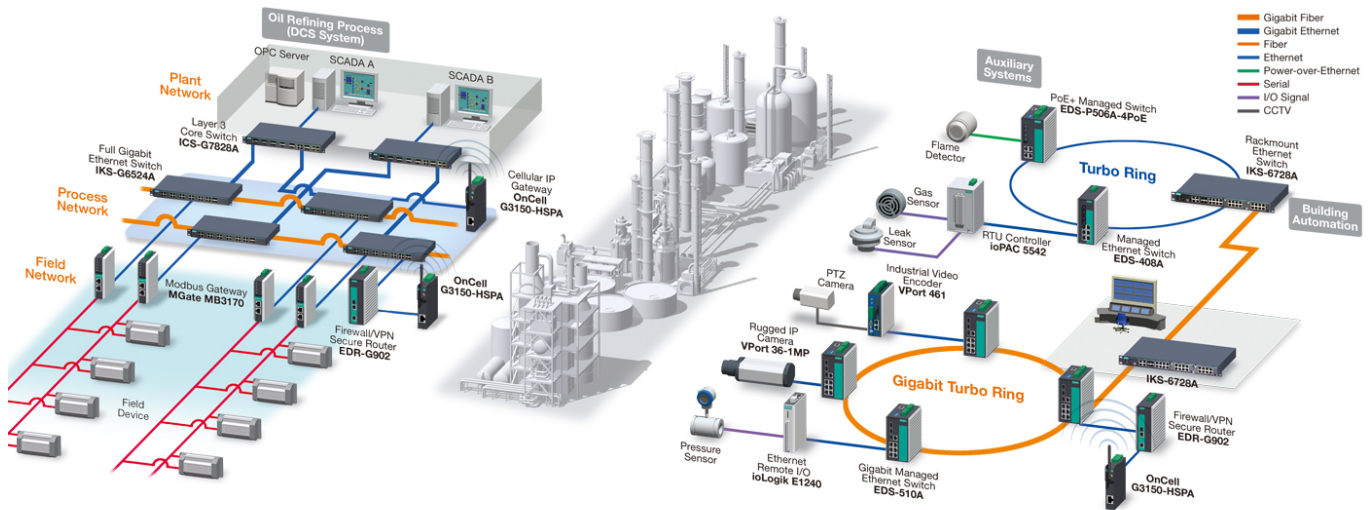 Oil Refining Process
(DCS System)
OPC Server
SCADA A
SCADA B
Plant
Network
Layer 3
Core Switch
ICS-G7828A
Full Gigabit
Ethernet Switch
IKS-G6524A
Cellular IP
Gateway
OnCell
G3150-HSPA
Process
Network
Field
Network
Modbus Gateway
MGate MB3170
OnCell
G3150-HSPA
Firewall/VPN
Secure Router
EDR-G902
Field
Device
Auxiliary
Systems
Gigabit Fiber
Gigabit Ethernet
Fiber
Ethernet
Power-over-Ethernet
Serial
I/O Signal
CCTV
PoE+ Managed Switch
EDS-P506A-4PoE
Flame
Detector
Turbo Ring
Rackmount
Ethernet
Switch
IKS-6728A
Gas
Sensor
Leak
Sensor
RTU Controller
ioPAC 5542
Managed
Ethernet Switch
EDS-408A
Building
Automation
PTZ
Camera
Industrial Video
Encoder
VPort 461
Rugged IP
Camera
VPort 36-1MP
Gigabit Turbo Ring
IKS-6728A
Pressure
Sensor
Ethernet
Remote I/O
ioLogik E1240
Gigabit Managed
Ethernet Switch
EDS-510A
Firewall/VPN
Secure Router
EDR-G902
OnCell
G3150-HSPA